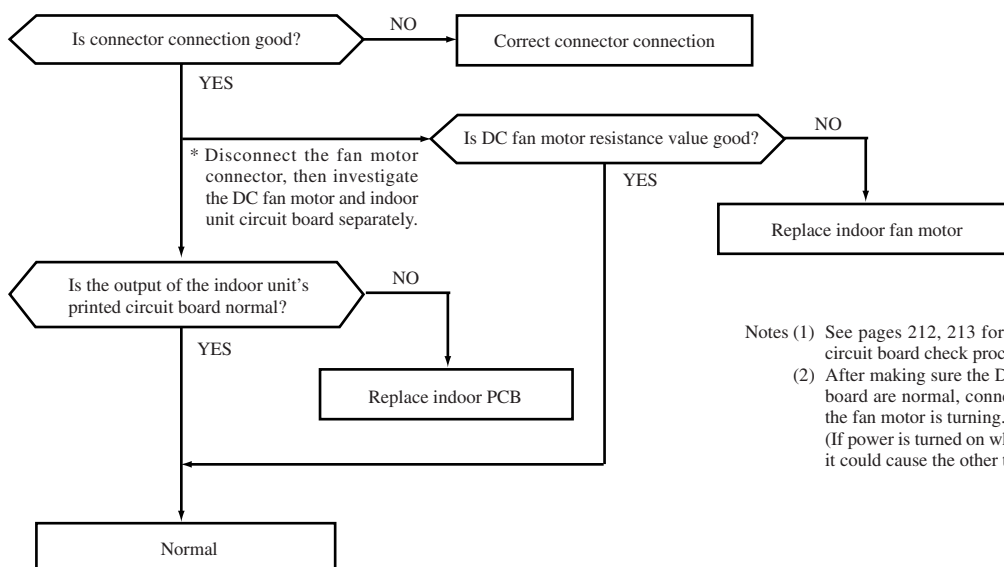 Is connector connection good?
NO
Correct connector connection
YES
Is DC fan motor resistance value good?
NO
* Disconnect the fan motor
connector, then investigate
the DC fan motor and indoor
unit circuit board separately.
YES
Replace indoor fan motor
Is the output of the indoor unit's
printed circuit board normal?
NO
YES
Replace indoor PCB
Notes (1) See pages 212, 213 for
circuit board check proc
(2) After making sure the D
board are normal, conne
the fan motor is turning.
(If power is turned on wh
it could cause the other t
Normal